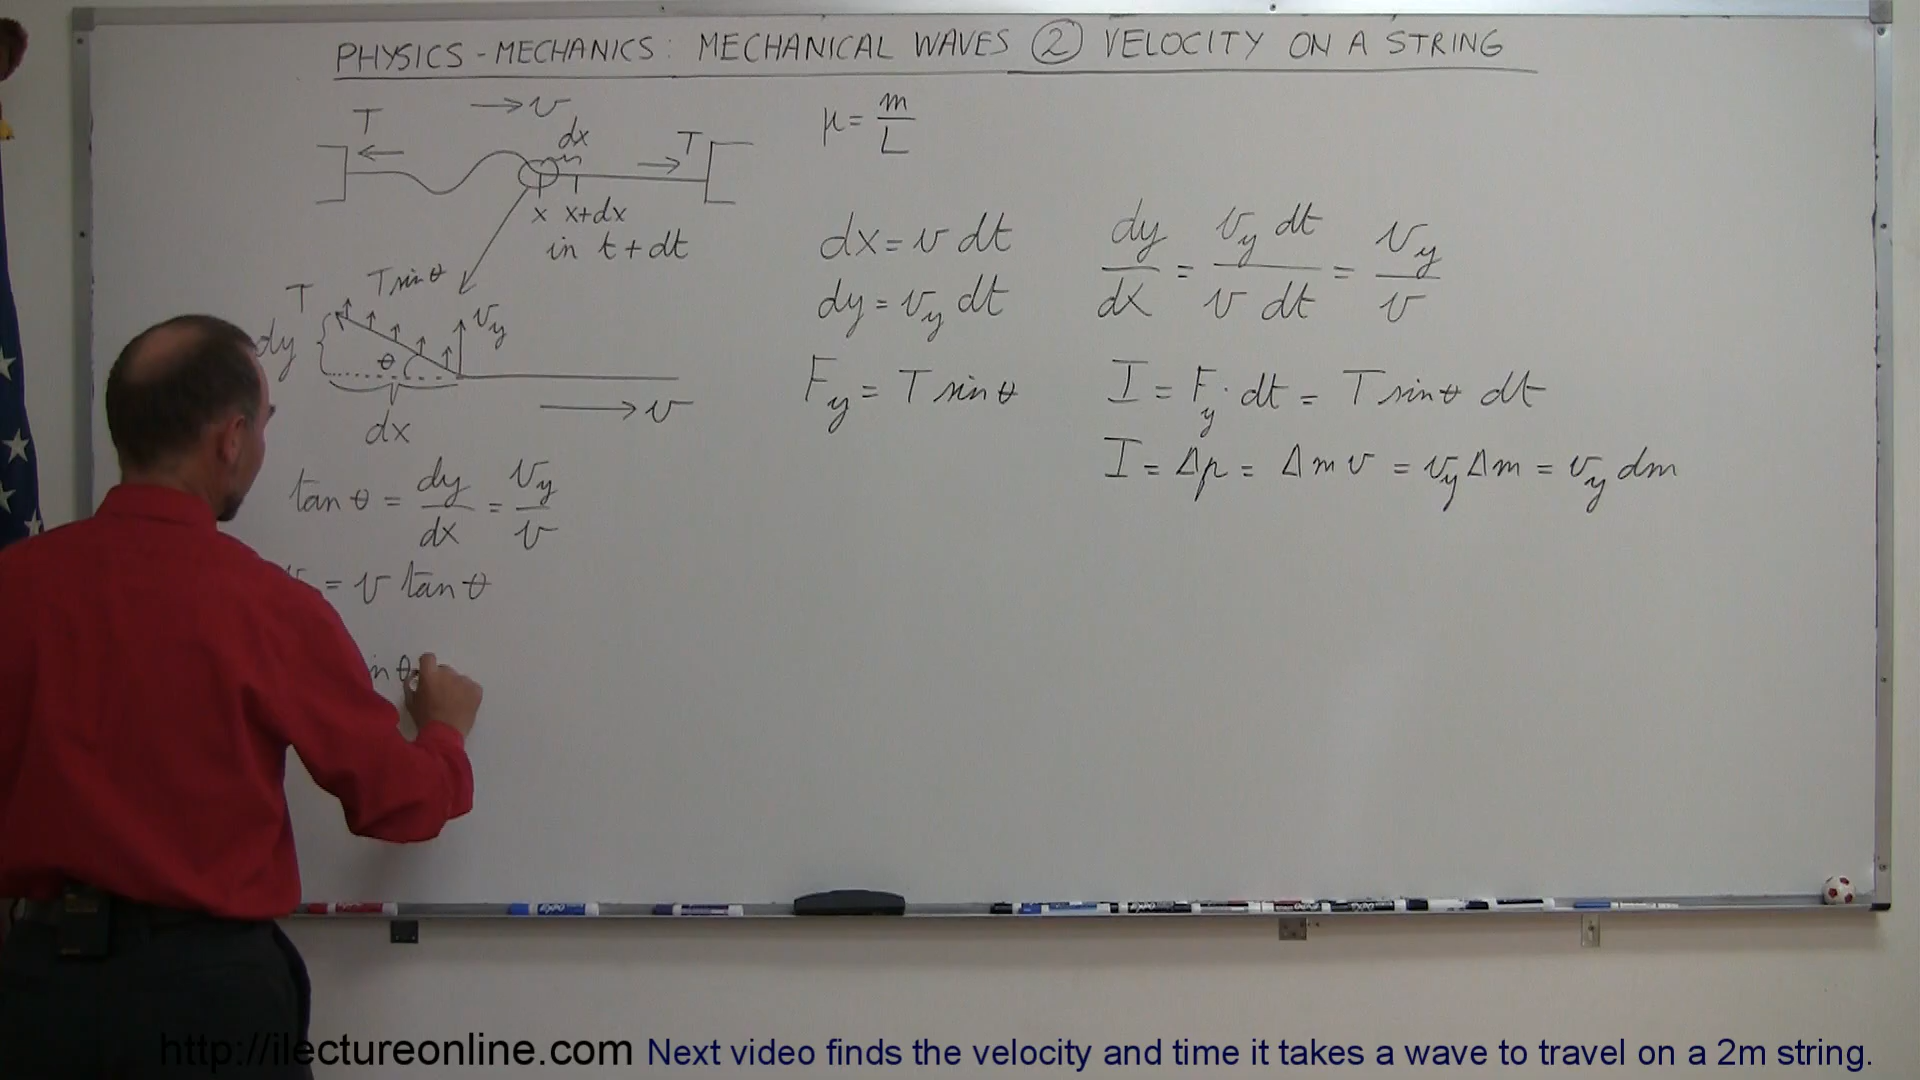 PHYSICS - MECHANICS: MECHANICAL WAVES ② VELOCITY ON A STRING
T → v
dx
T
x x+dx
in t + dt
T T sin θ
dy θ v_y
→ v
dx
tan θ = dy/dx = v_y/v
= v tan θ
θ
μ = m/L
dx = v dt
dy = v_y dt
F_y = T sin θ
dy/dx = v_y dt / v dt = v_y/v
I = F_y · dt = T sin θ dt
I = Δp = Δm v = v_y Δm = v_y dm
http://ilectureonline.com Next video finds the velocity and time it takes a wave to travel on a 2m string.